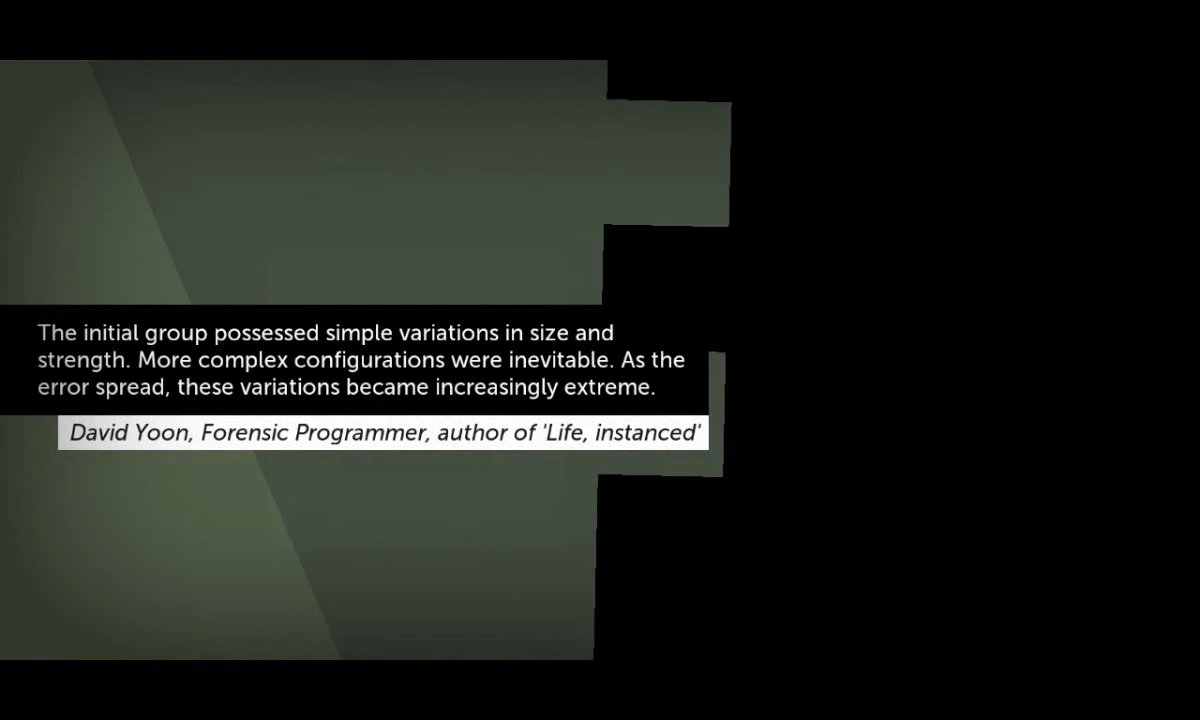 The initial group possessed simple variations in size and
strength. More complex configurations were inevitable. As the
error spread, these variations became increasingly extreme.
David Yoon, Forensic Programmer, author of 'Life, instanced'